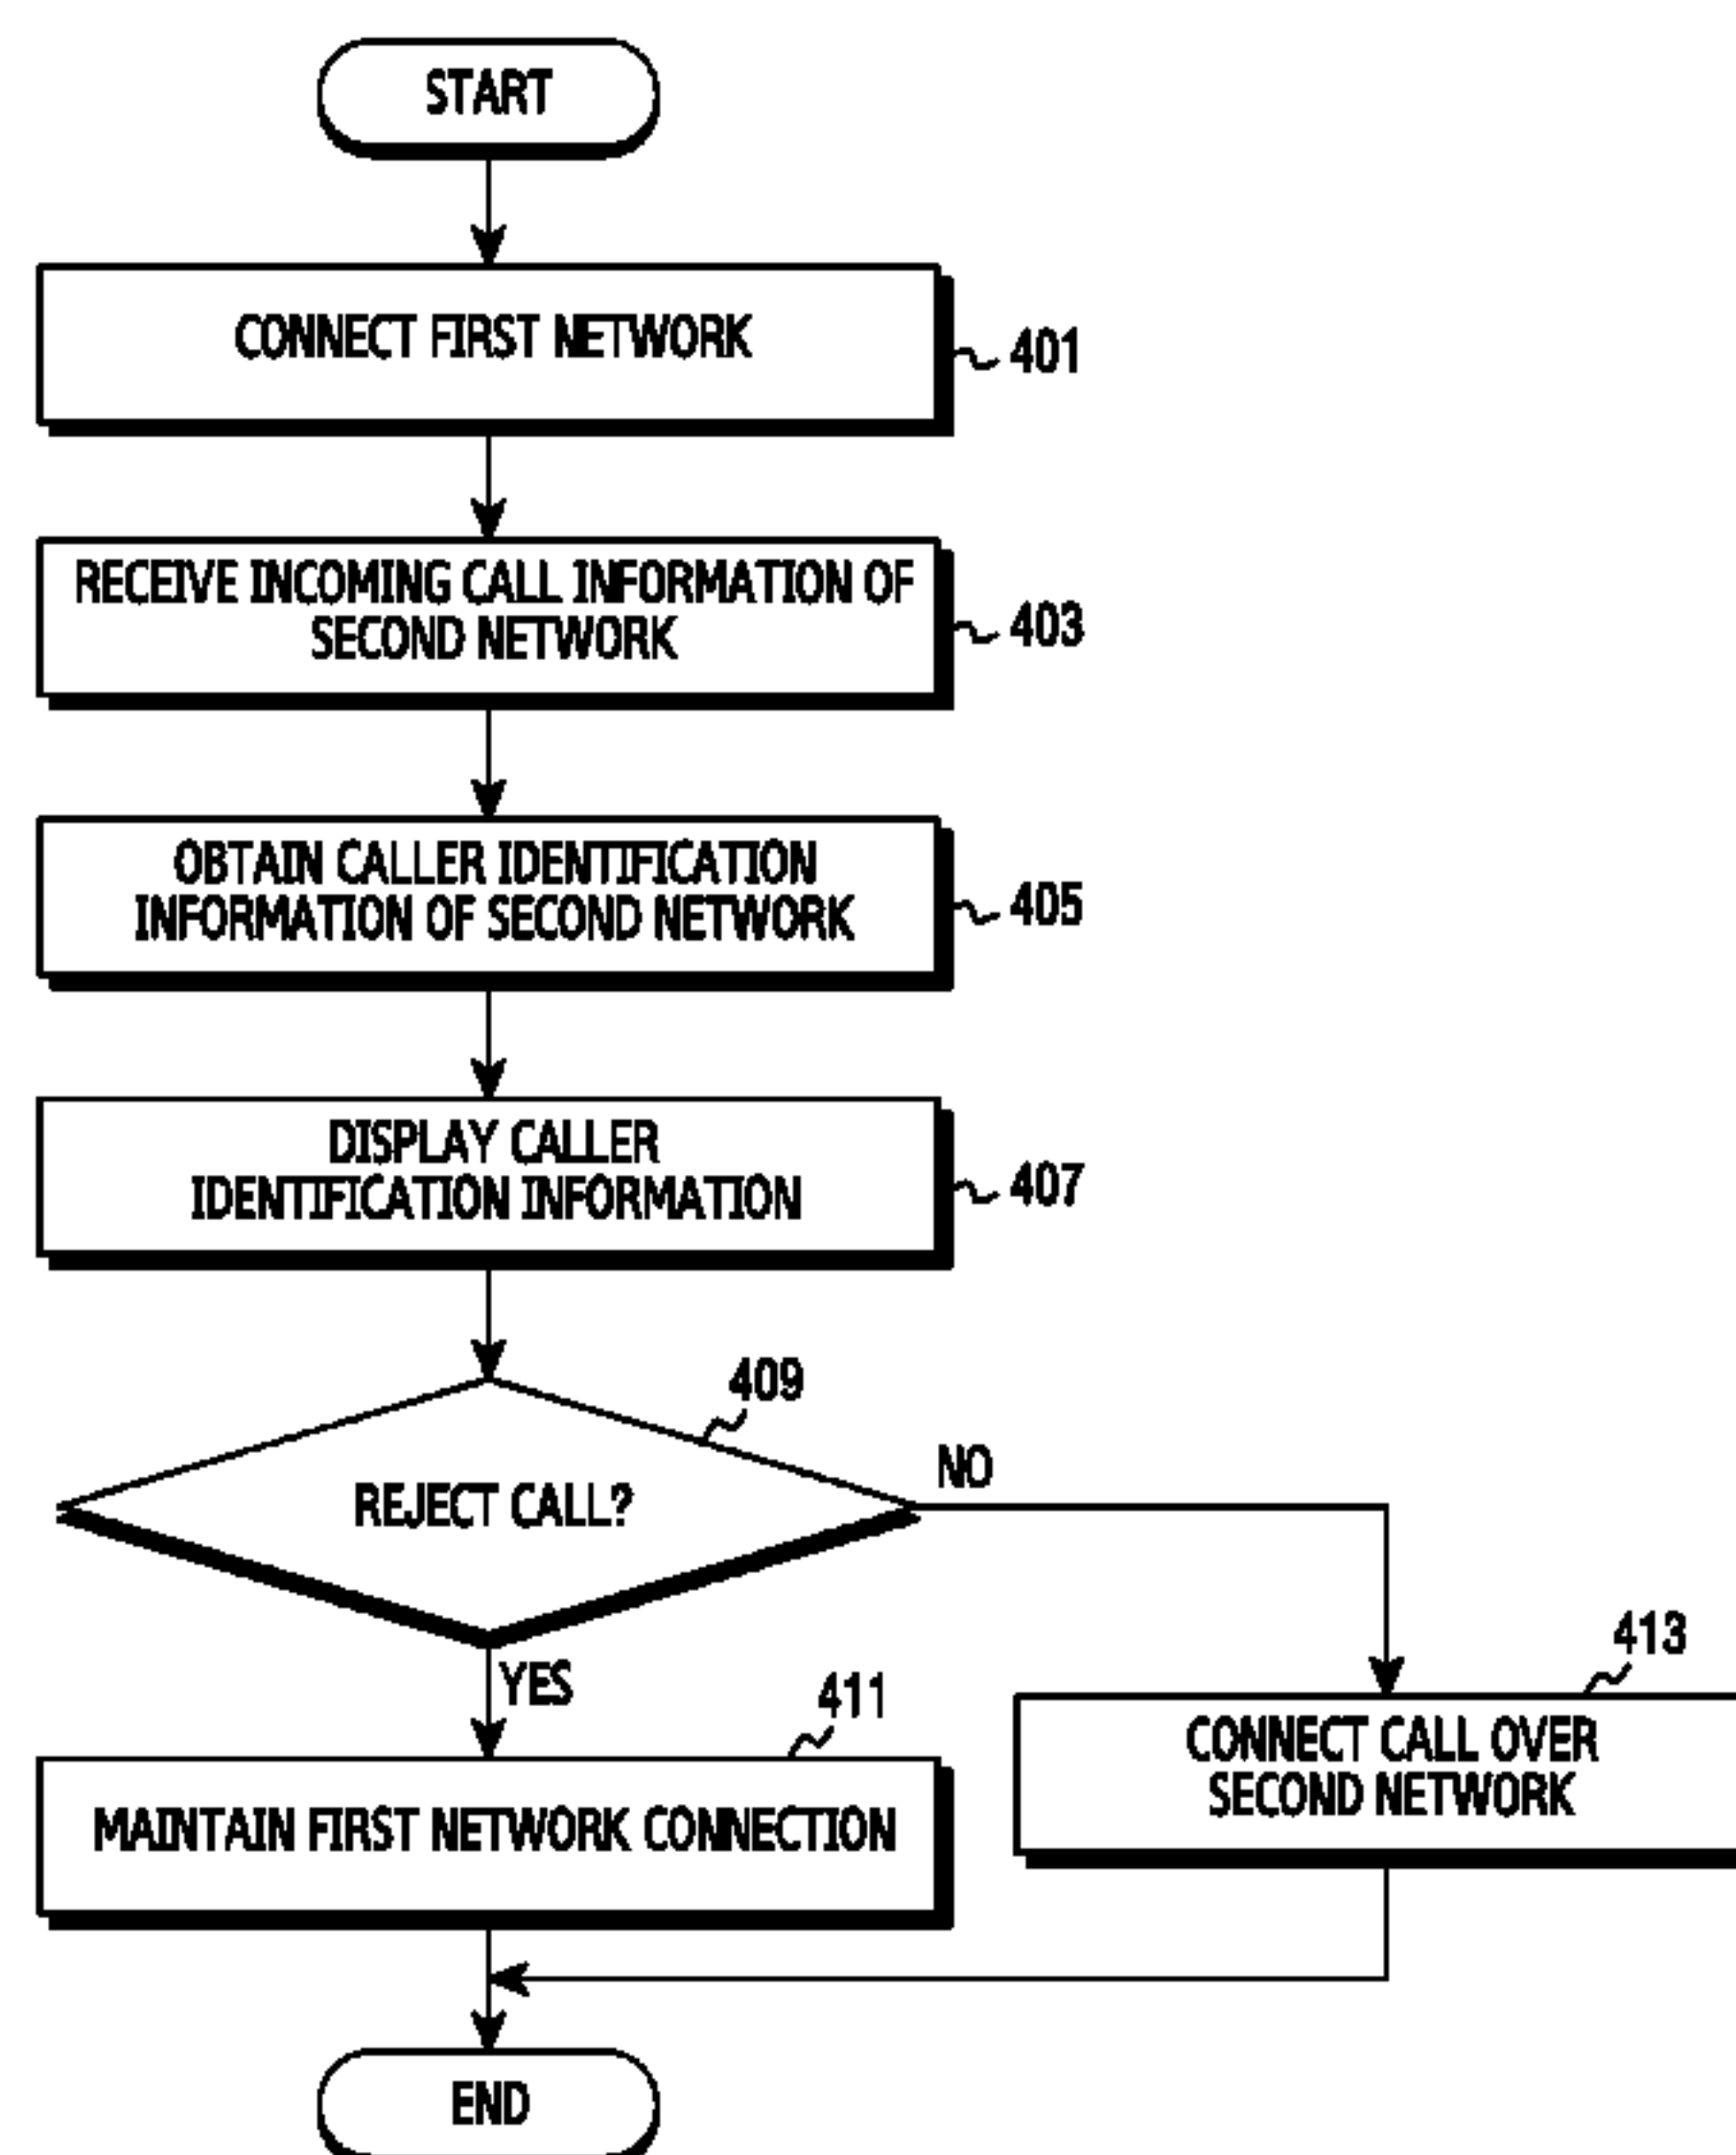 START
CONNECT FIRST NETWORK
401
RECEIVE INCOMING CALL INFORMATION OF
SECOND NETWORK
403
OBTAIN CALLER IDENTIFICATION
INFORMATION OF SECOND NETWORK
405
DISPLAY CALLER
IDENTIFICATION INFORMATION
407
409
REJECT CALL?
NO
YES
411
MAINTAIN FIRST NETWORK CONNECTION
413
CONNECT CALL OVER
SECOND NETWORK
END